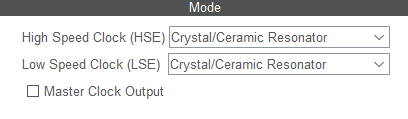 Mode
High Speed Clock (HSE) Crystal/Ceramic Resonator
Low Speed Clock (LSE) Crystal/Ceramic Resonator
Master Clock Output